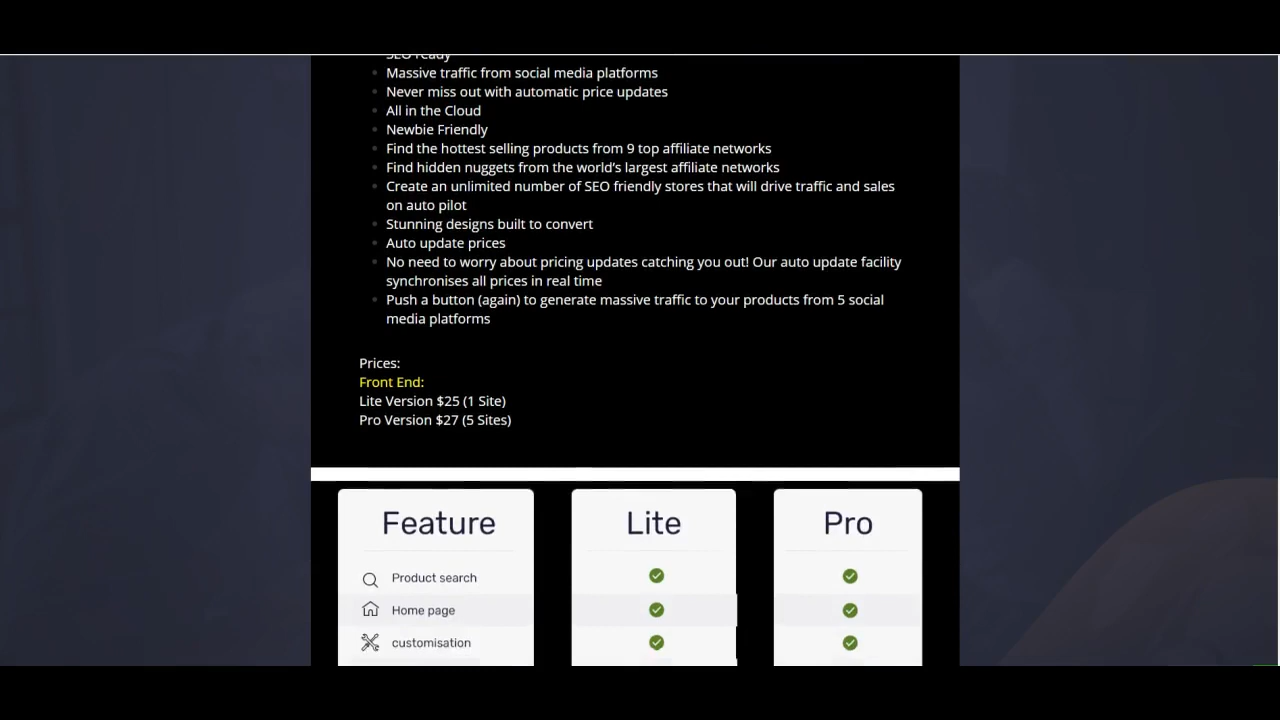 SEO ready
Massive traffic from social media platforms
Never miss out with automatic price updates
All in the Cloud
Newbie Friendly
Find the hottest selling products from 9 top affiliate networks
Find hidden nuggets from the world’s largest affiliate networks
Create an unlimited number of SEO friendly stores that will drive traffic and sales
on auto pilot
Stunning designs built to convert
Auto update prices
No need to worry about pricing updates catching you out! Our auto update facility
synchronises all prices in real time
Push a button (again) to generate massive traffic to your products from 5 social
media platforms
Prices:
Front End:
Lite Version $25 (1 Site)
Pro Version $27 (5 Sites)
Feature Lite Pro
Product search
Home page
customisation